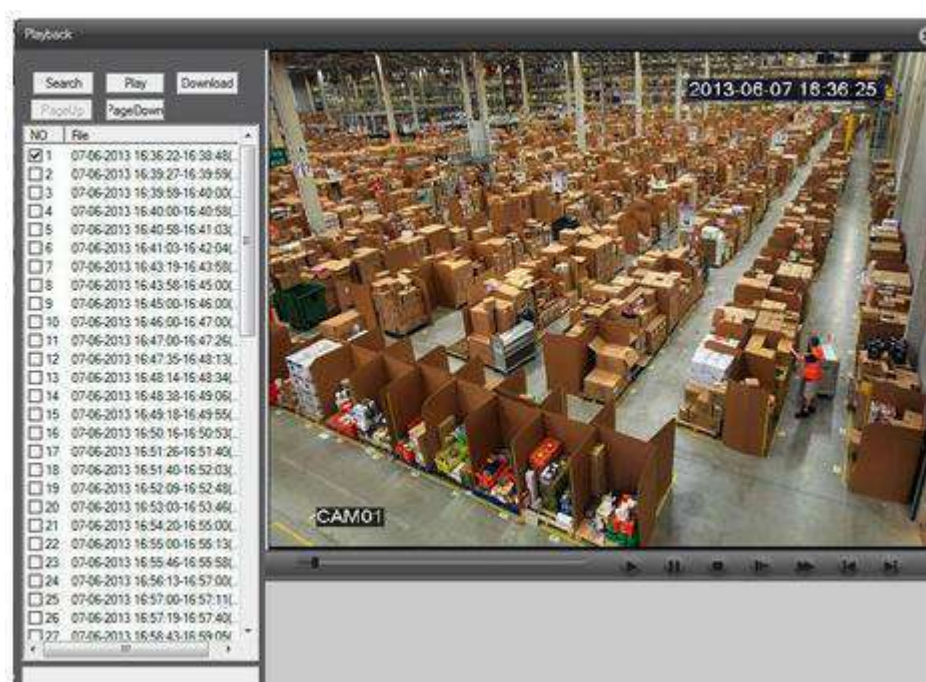 Playback
Search Play Download
PageUp PageDown
NO File
1 07-06-2013 16:36:22-16:38:48(...
2 07-06-2013 16:39:27-16:39:59(...
3 07-06-2013 16:39:59-16:40:00(...
4 07-06-2013 16:40:00-16:40:58(...
5 07-06-2013 16:40:58-16:41:03(...
6 07-06-2013 16:41:03-16:42:04(...
7 07-06-2013 16:43:19-16:43:58(...
8 07-06-2013 16:43:58-16:45:00(...
9 07-06-2013 16:45:00-16:46:00(...
10 07-06-2013 16:46:00-16:47:00(...
11 07-06-2013 16:47:00-16:47:26(...
12 07-06-2013 16:47:35-16:48:13(...
13 07-06-2013 16:48:14-16:48:34(...
14 07-06-2013 16:48:38-16:49:06(...
15 07-06-2013 16:49:18-16:49:55(...
16 07-06-2013 16:50:16-16:50:53(...
17 07-06-2013 16:51:26-16:51:40(...
18 07-06-2013 16:51:40-16:52:03(...
19 07-06-2013 16:52:09-16:52:48(...
20 07-06-2013 16:53:03-16:53:46(...
21 07-06-2013 16:54:20-16:55:00(...
22 07-06-2013 16:55:00-16:55:13(...
23 07-06-2013 16:55:46-16:55:58(...
24 07-06-2013 16:56:13-16:57:00(...
25 07-06-2013 16:57:00-16:57:11(...
26 07-06-2013 16:57:19-16:57:40(...
27 07-06-2013 16:58:43-16:59:05(...
2013-06-07 16:36:25
CAM01